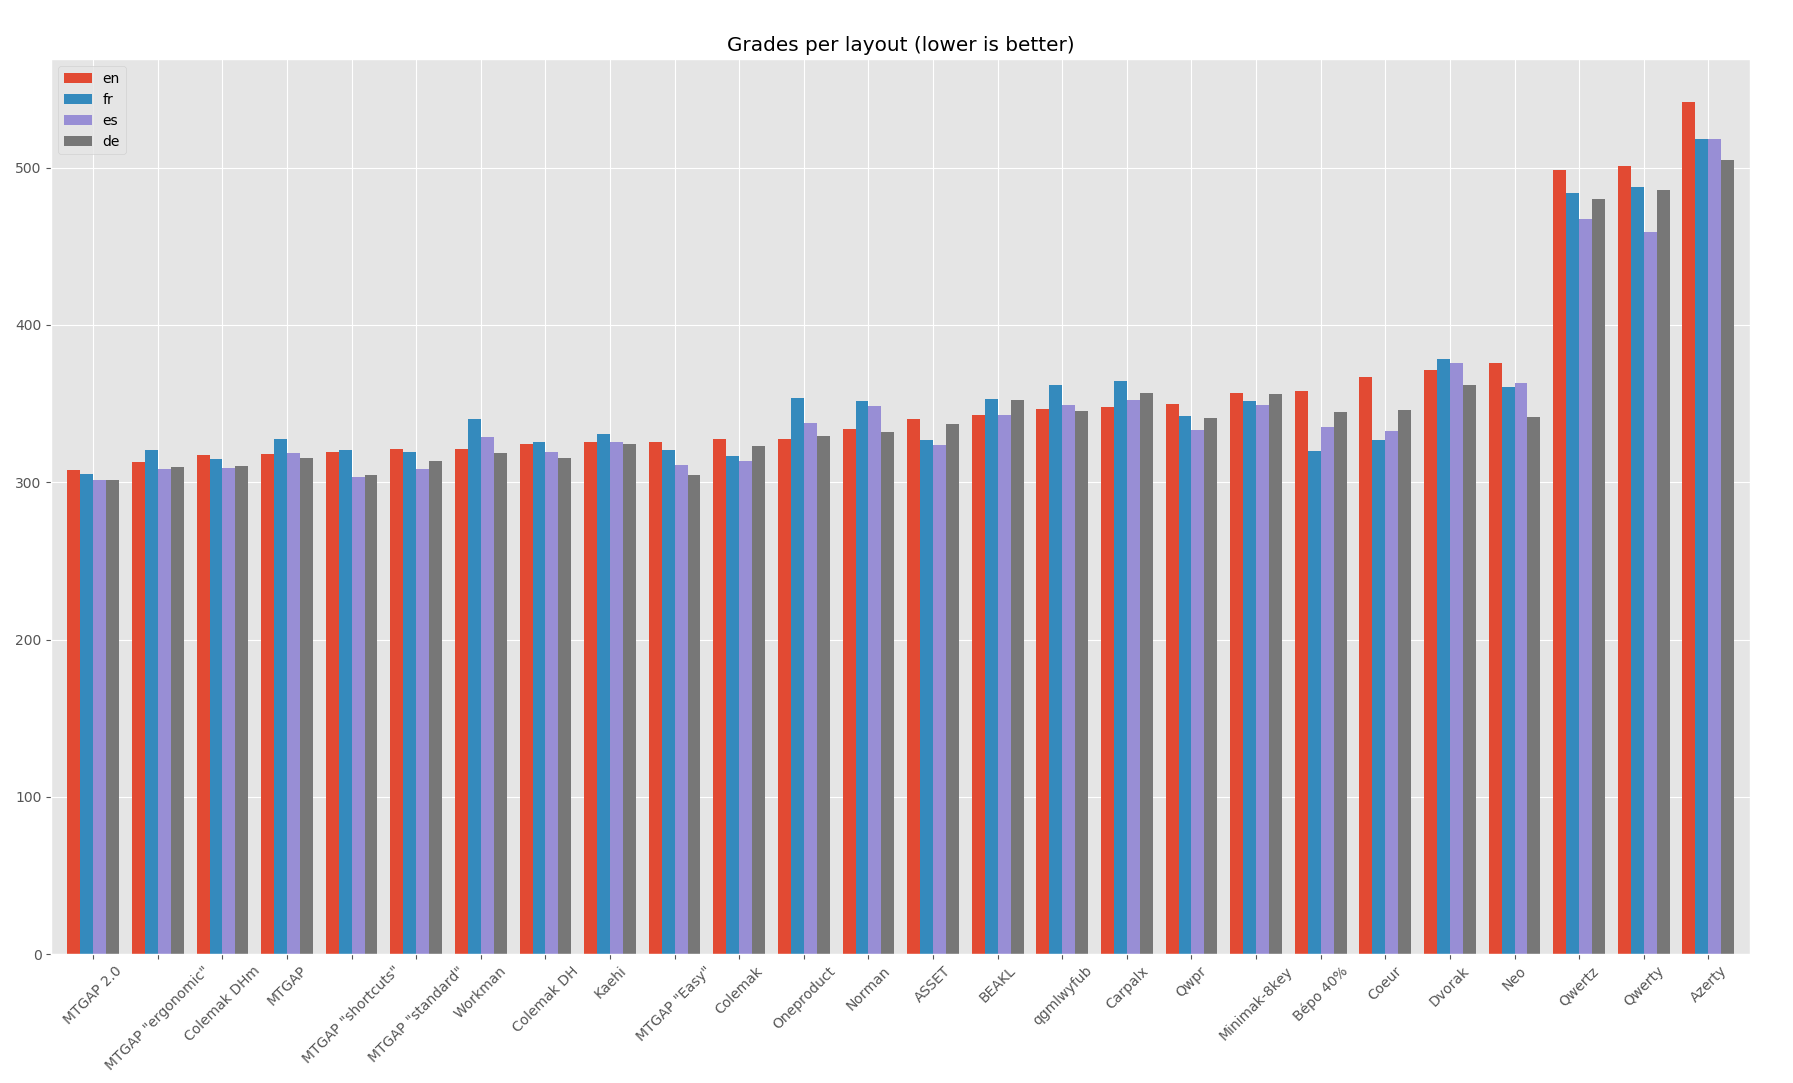 Grades per layout (lower is better)
en
fr
es
de
500
400
300
200
100
0
MTGAP 2.0
MTGAP "ergonomic"
Colemak DHm
MTGAP
MTGAP "shortcuts"
MTGAP "standard"
Workman
Colemak DH
Kaehi
MTGAP "Easy"
Colemak
Oneproduct
Norman
ASSET
BEAKL
qgmlwyfub
Carpalx
Qwpr
Minimak-8key
Bépo 40%
Coeur
Dvorak
Neo
Qwertz
Qwerty
Azerty